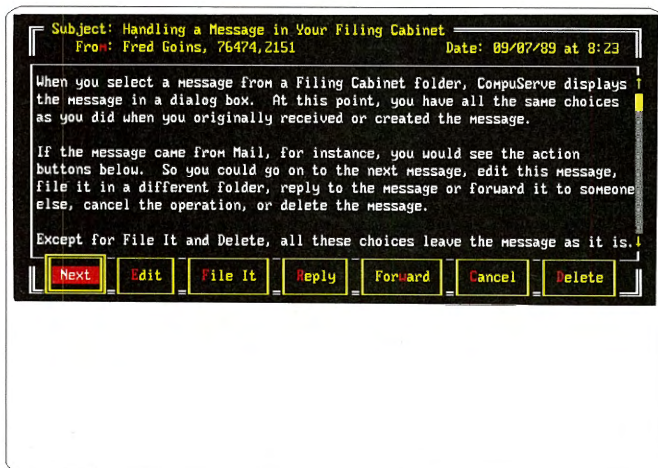 Subject: Handling a Message in Your Filing Cabinet
From: Fred Goins, 76474,2151 Date: 09/07/89 at 8:23
When you select a message from a Filing Cabinet folder, CompuServe displays
the message in a dialog box. At this point, you have all the same choices
as you did when you originally received or created the message.
If the message came from Mail, for instance, you would see the action
buttons below. So you could go on to the next message, edit this message,
file it in a different folder, reply to the message or forward it to someone
else, cancel the operation, or delete the message.
Except for File It and Delete, all these choices leave the message as it is.
Next Edit File It Reply Forward Cancel Delete